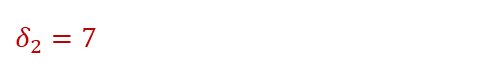 δ₂ = 7